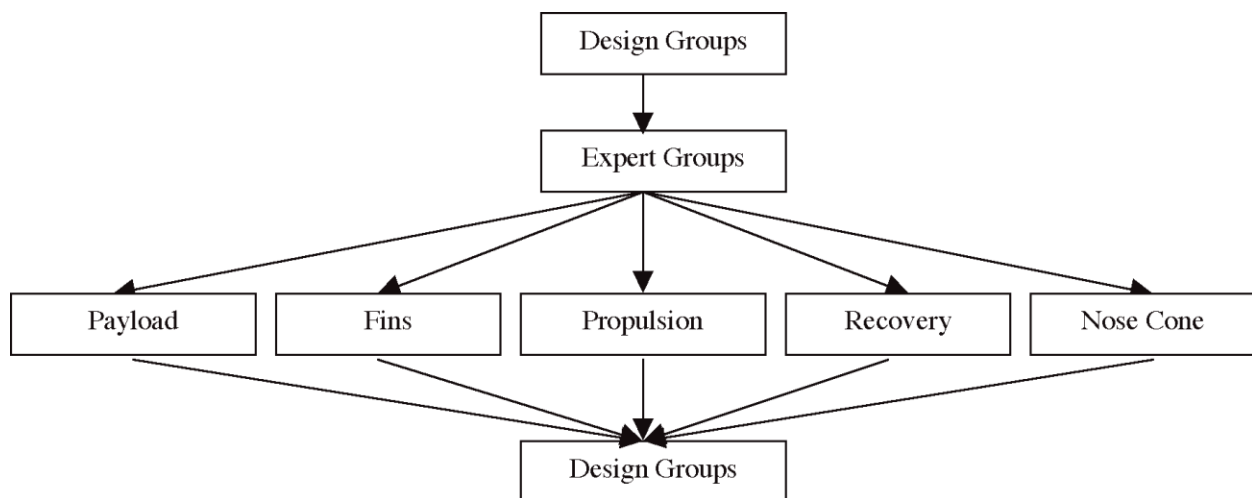 Design Groups
Expert Groups
Payload
Fins
Propulsion
Recovery
Nose Cone
Design Groups